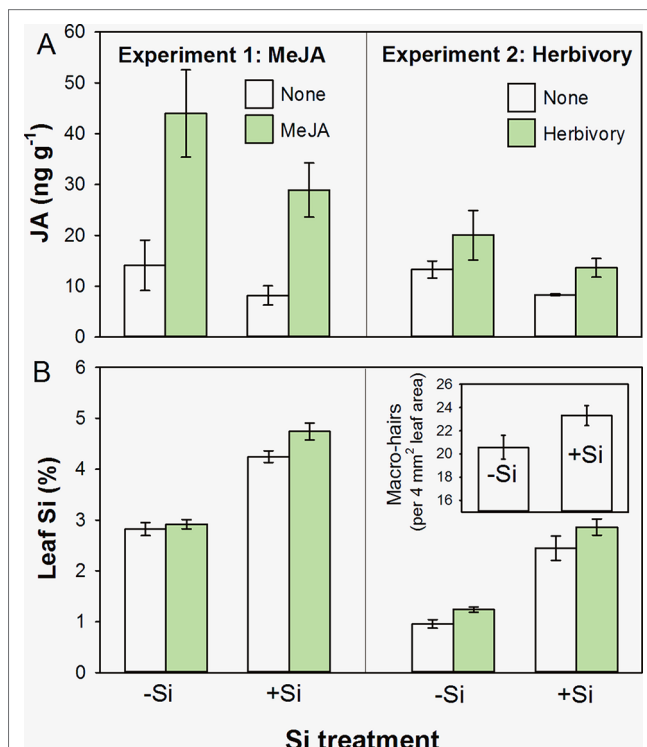 A
Experiment 1: MeJA
Experiment 2: Herbivory
None
MeJA
None
Herbivory
JA (ng g⁻¹)
60
50
40
30
20
10
0
B
Leaf Si (%)
6
5
4
3
2
1
0
Macro-hairs
(per 4 mm² leaf area)
26
24
22
20
18
16
-Si
+Si
-Si
+Si
-Si
+Si
Si treatment